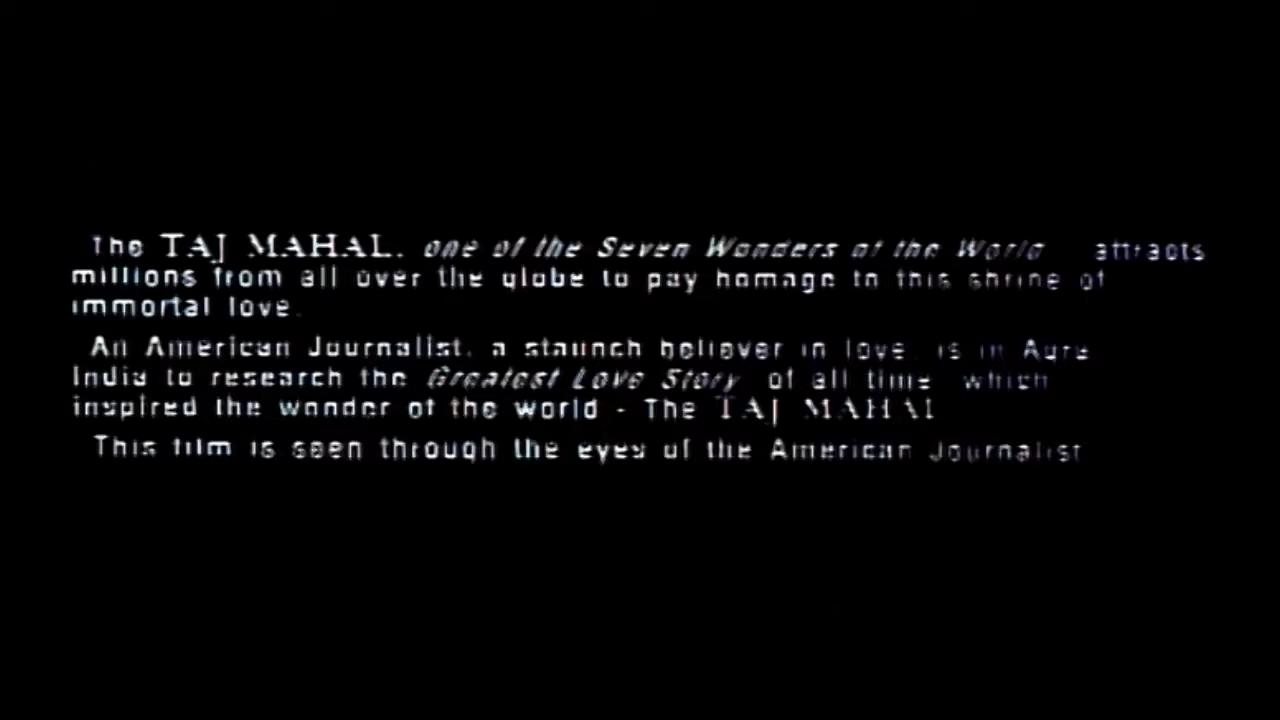 The TAJ MAHAL, one of the Seven Wonders of the World attracts
millions from all over the globe to pay homage to this shrine of
immortal love.
An American Journalist, a staunch believer in love, is in Agra
India to research the Greatest Love Story of all time which
inspired the wonder of the world - The TAJ MAHAL
This film is seen through the eyes of the American Journalist